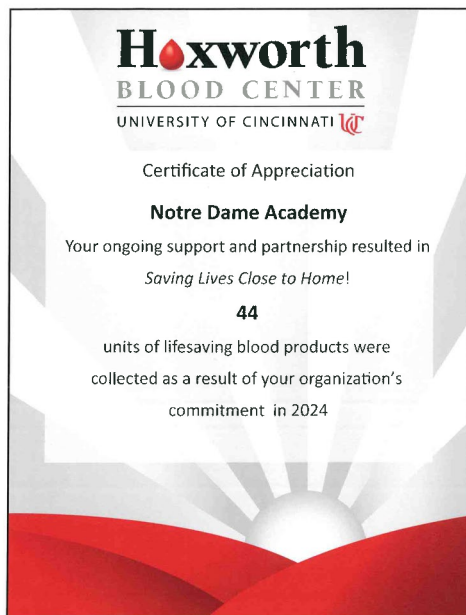 Hoxworth
BLOOD CENTER
UNIVERSITY OF CINCINNATI UC
Certificate of Appreciation
Notre Dame Academy
Your ongoing support and partnership resulted in
Saving Lives Close to Home!
44
units of lifesaving blood products were
collected as a result of your organization's
commitment in 2024